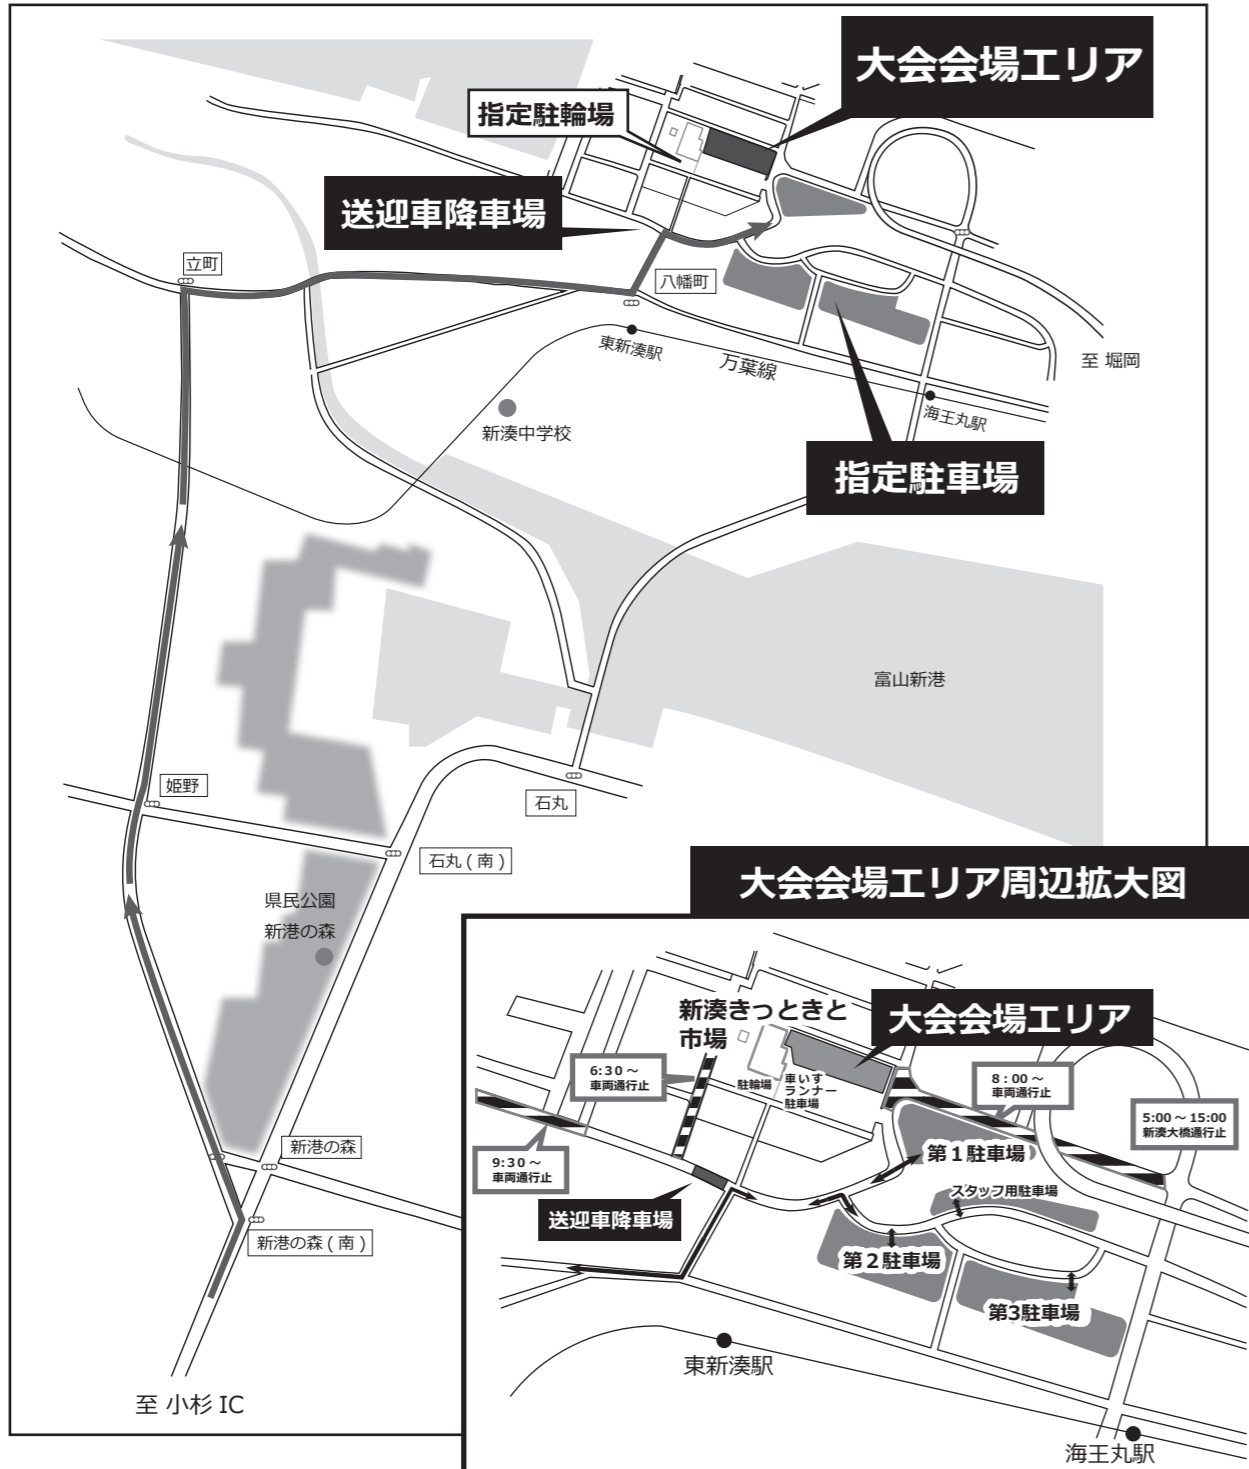 大会会場エリア
指定駐輪場
送迎車降車場
立町
八幡町
東新湊駅
万葉線
至 堀岡
海王丸駅
新湊中学校
指定駐車場
富山新港
姫野
石丸
石丸 ( 南 )
県民公園
新港の森
新港の森
新港の森 ( 南 )
至 小杉 IC
大会会場エリア周辺拡大図
新湊きっときと
市場
大会会場エリア
6:30 ~
車両通行止
駐輪場
車いす
ランナー
駐車場
8 : 00 ~
車両通行止
5:00 ~ 15:00
新湊大橋通行止
9:30 ~
車両通行止
第1駐車場
スタッフ用駐車場
送迎車降車場
第2駐車場
第3駐車場
東新湊駅
海王丸駅